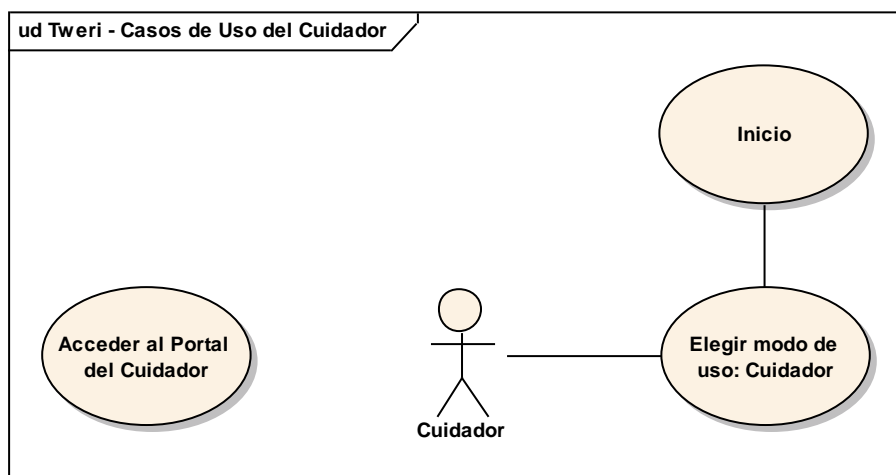 ud Tweri - Casos de Uso del Cuidador
Inicio
Acceder al Portal
del Cuidador
Elegir modo de
uso: Cuidador
Cuidador